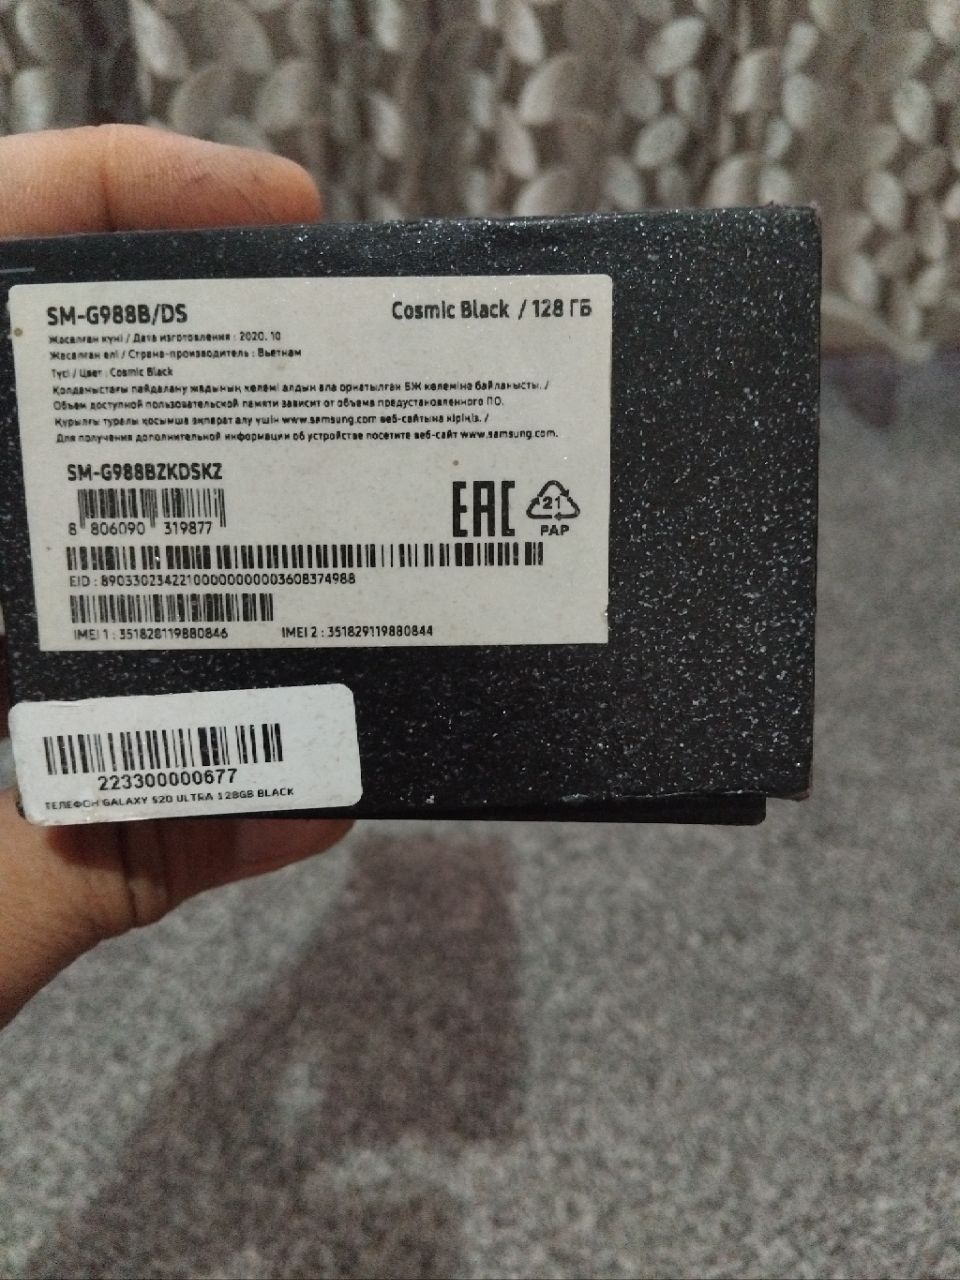 SM-G988B/DS
Cosmic Black / 128 ГБ
Жасалған күні / Дата изготовления : 2020. 10
Жасалған елі / Страна-производитель : Вьетнам
Түсі / Цвет : Cosmic Black
Қолданыстағы пайдалану жадының көлемі алдын ала орнатылған БЖ көлеміне байланысты. /
Объем доступной пользовательской памяти зависит от объема предустановленного ПО.
Құрылғы туралы қосымша ақпарат алу үшін www.samsung.com веб-сайтына кіріңіз. /
Для получения дополнительной информации об устройстве посетите веб-сайт www.samsung.com.
SM-G988BZKDSKZ
8 806090 319877
EAC
21
PAP
EID : 89033023422100000000003608374988
IMEI 1 : 351828119880846
IMEI 2 : 351829119880844
223300000677
ТЕЛЕФОН GALAXY S20 ULTRA 128GB BLACK